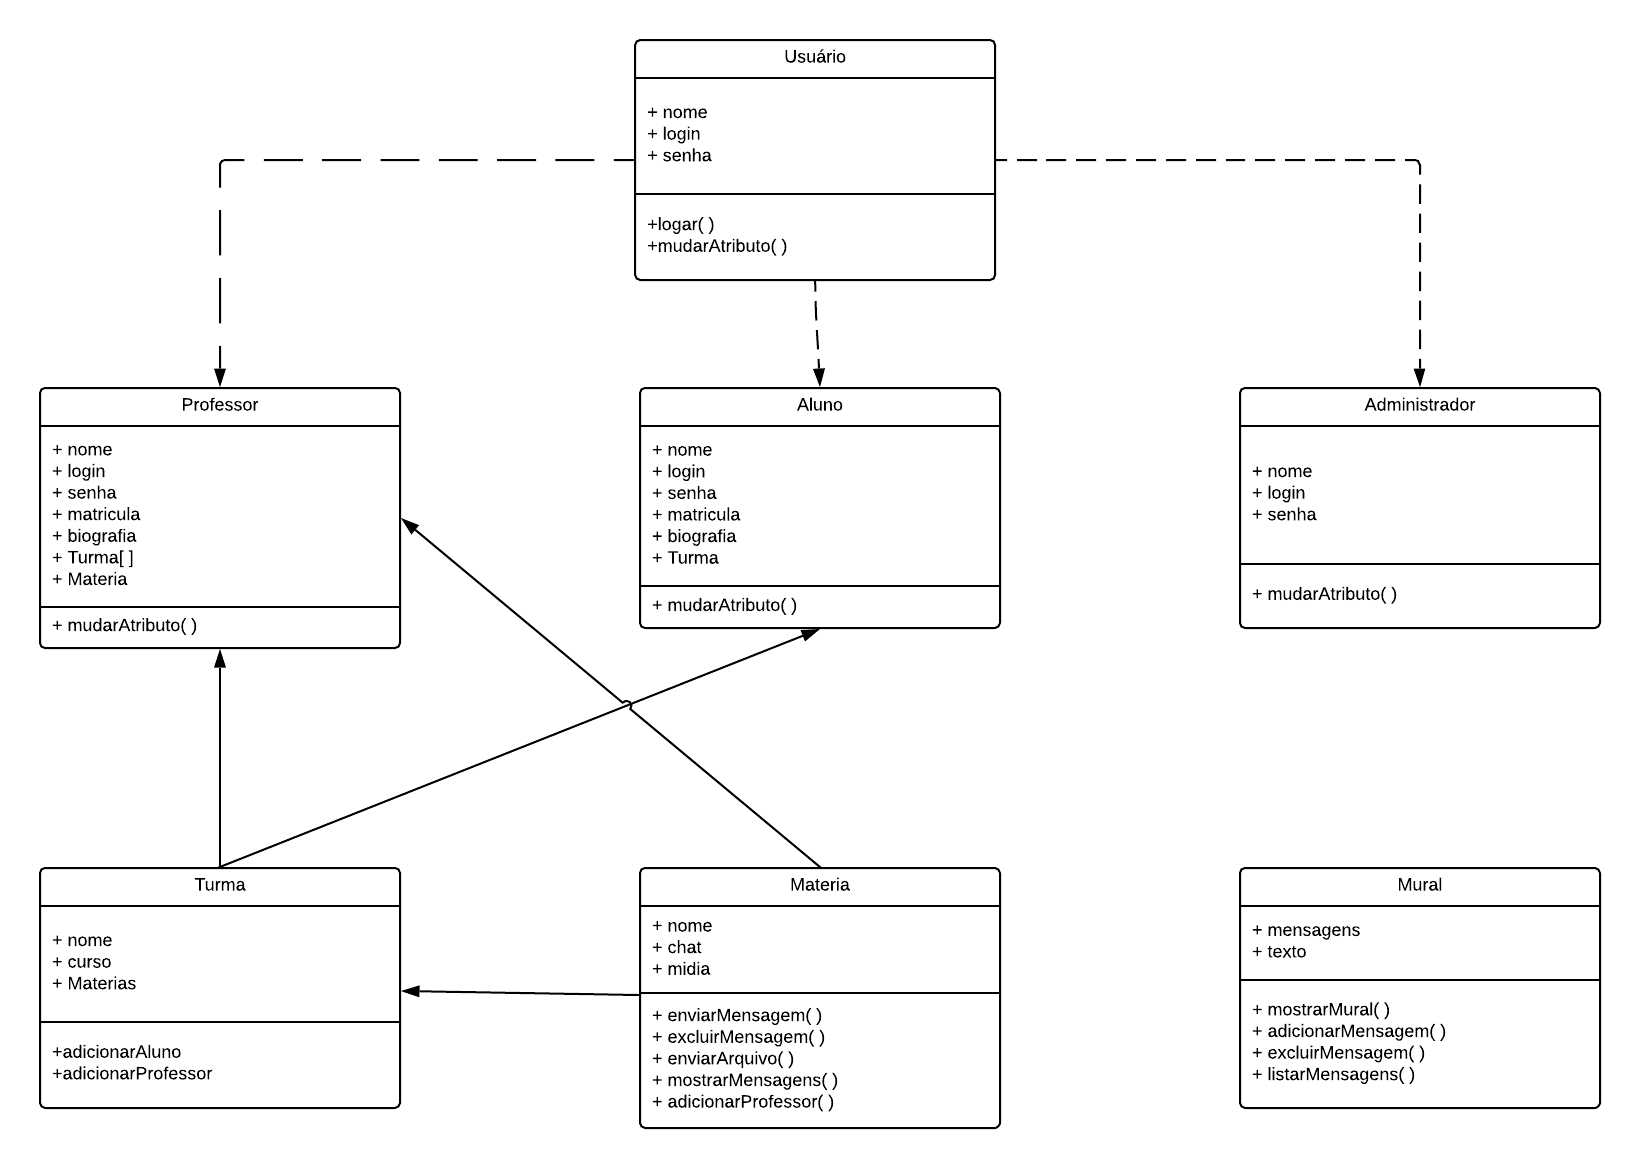 Usuário
+ nome
+ login
+ senha
+logar( )
+mudarAtributo( )
Professor
+ nome
+ login
+ senha
+ matricula
+ biografia
+ Turma[ ]
+ Materia
+ mudarAtributo( )
Aluno
+ nome
+ login
+ senha
+ matricula
+ biografia
+ Turma
+ mudarAtributo( )
Administrador
+ nome
+ login
+ senha
+ mudarAtributo( )
Turma
+ nome
+ curso
+ Materias
+adicionarAluno
+adicionarProfessor
Materia
+ nome
+ chat
+ midia
+ enviarMensagem( )
+ excluirMensagem( )
+ enviarArquivo( )
+ mostrarMensagens( )
+ adicionarProfessor( )
Mural
+ mensagens
+ texto
+ mostrarMural( )
+ adicionarMensagem( )
+ excluirMensagem( )
+ listarMensagens( )